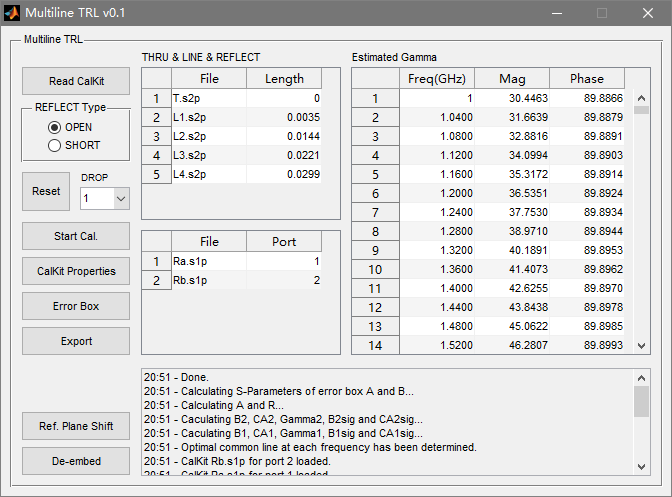 Multiline TRL v0.1
Multiline TRL
Read CalKit
REFLECT Type
OPEN
SHORT
Reset
DROP
1
Start Cal.
CalKit Properties
Error Box
Export
Ref. Plane Shift
De-embed
THRU & LINE & REFLECT
File Length
1 T.s2p 0
2 L1.s2p 0.0035
3 L2.s2p 0.0144
4 L3.s2p 0.0221
5 L4.s2p 0.0299
File Port
1 Ra.s1p 1
2 Rb.s1p 2
Estimated Gamma
Freq(GHz) Mag Phase
1 1 30.4463 89.8866
2 1.0400 31.6639 89.8879
3 1.0800 32.8816 89.8891
4 1.1200 34.0994 89.8903
5 1.1600 35.3172 89.8914
6 1.2000 36.5351 89.8924
7 1.2400 37.7530 89.8934
8 1.2800 38.9710 89.8944
9 1.3200 40.1891 89.8953
10 1.3600 41.4073 89.8962
11 1.4000 42.6255 89.8970
12 1.4400 43.8438 89.8978
13 1.4800 45.0622 89.8985
14 1.5200 46.2807 89.8993
20:51 - Done.
20:51 - Calculating S-Parameters of error box A and B...
20:51 - Calculating A and R...
20:51 - Caculating B2, CA2, Gamma2, B2sig and CA2sig...
20:51 - Caculating B1, CA1, Gamma1, B1sig and CA1sig...
20:51 - Optimal common line at each frequency has been determined.
20:51 - CalKit Rb.s1p for port 2 loaded.
20:51 - CalKit Ra.s1p for port 1 loaded.